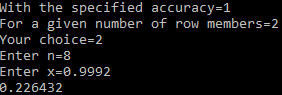 With the specified accuracy=1
For a given number of row members=2
Your choice=2
Enter n=8
Enter x=0.9992
0.226432